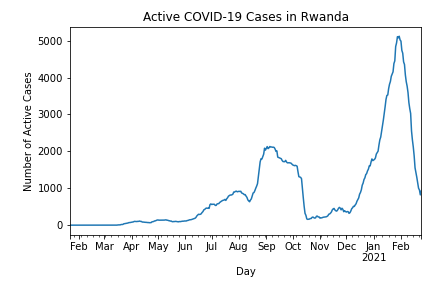 Active COVID-19 Cases in Rwanda
Number of Active Cases
5000
4000
3000
2000
1000
0
Feb Mar Apr May Jun Jul Aug Sep Oct Nov Dec Jan Feb
2021
Day